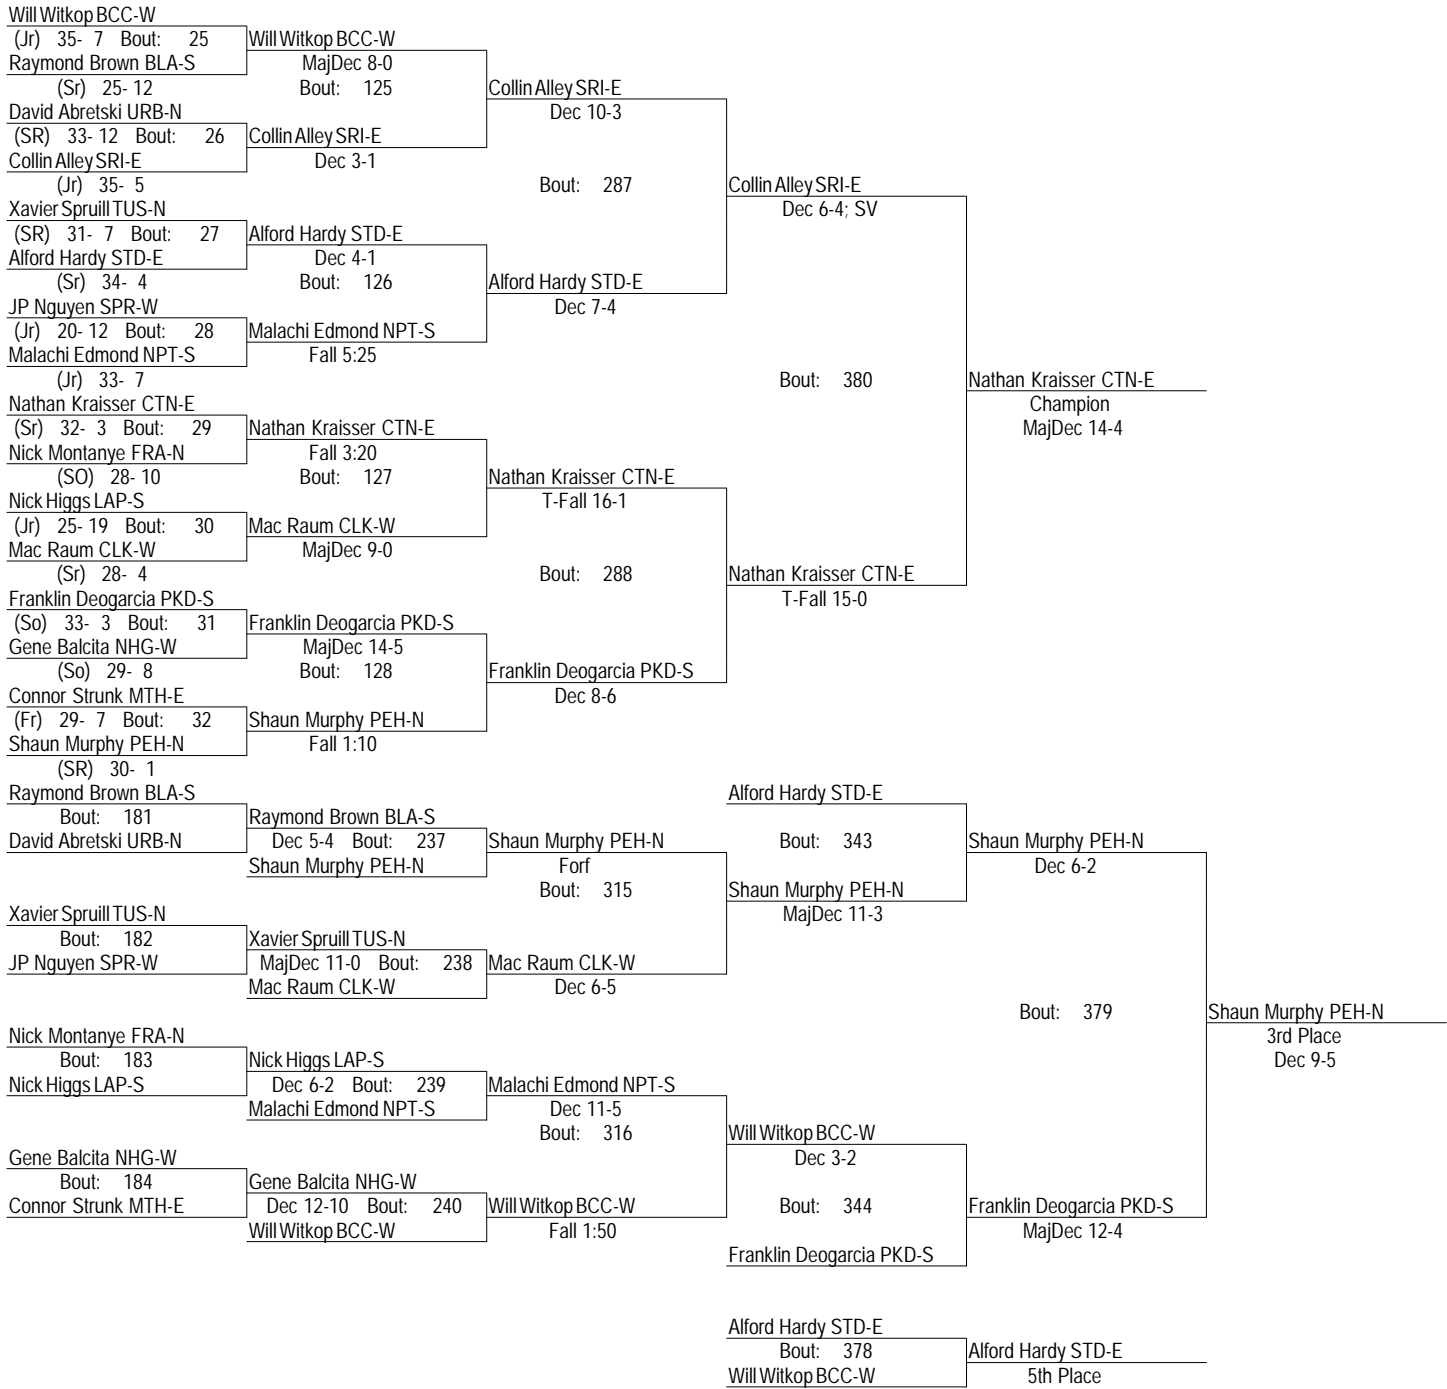 Will Witkop BCC-W
(Jr) 35- 7 Bout: 25 Will Witkop BCC-W
Raymond Brown BLA-S MajDec 8-0
(Sr) 25- 12 Bout: 125 Collin Alley SRI-E
David Abretski URB-N Dec 10-3
(SR) 33- 12 Bout: 26 Collin Alley SRI-E
Collin Alley SRI-E Dec 3-1
(Jr) 35- 5 Bout: 287 Collin Alley SRI-E
Xavier Spruill TUS-N Dec 6-4; SV
(SR) 31- 7 Bout: 27 Alford Hardy STD-E
Alford Hardy STD-E Dec 4-1
(Sr) 34- 4 Bout: 126 Alford Hardy STD-E
JP Nguyen SPR-W Dec 7-4
(Jr) 20- 12 Bout: 28 Malachi Edmond NPT-S
Malachi Edmond NPT-S Fall 5:25
(Jr) 33- 7 Bout: 380 Nathan Kraisser CTN-E
Nathan Kraisser CTN-E Champion
(Sr) 32- 3 Bout: 29 Nathan Kraisser CTN-E MajDec 14-4
Nick Montanye FRA-N Fall 3:20
(SO) 28- 10 Bout: 127 Nathan Kraisser CTN-E
Nick Higgs LAP-S T-Fall 16-1
(Jr) 25- 19 Bout: 30 Mac Raum CLK-W
Mac Raum CLK-W MajDec 9-0
(Sr) 28- 4 Bout: 288 Nathan Kraisser CTN-E
Franklin Deogarcia PKD-S T-Fall 15-0
(So) 33- 3 Bout: 31 Franklin Deogarcia PKD-S
Gene Balcita NHG-W MajDec 14-5
(So) 29- 8 Bout: 128 Franklin Deogarcia PKD-S
Connor Strunk MTH-E Dec 8-6
(Fr) 29- 7 Bout: 32 Shaun Murphy PEH-N
Shaun Murphy PEH-N Fall 1:10
(SR) 30- 1
Raymond Brown BLA-S Alford Hardy STD-E
Bout: 181 Raymond Brown BLA-S
David Abretski URB-N Dec 5-4 Bout: 237 Shaun Murphy PEH-N Bout: 343 Shaun Murphy PEH-N
Shaun Murphy PEH-N Forf Dec 6-2
Bout: 315 Shaun Murphy PEH-N
Xavier Spruill TUS-N MajDec 11-3
Bout: 182 Xavier Spruill TUS-N
JP Nguyen SPR-W MajDec 11-0 Bout: 238 Mac Raum CLK-W
Mac Raum CLK-W Dec 6-5
Bout: 379 Shaun Murphy PEH-N
Nick Montanye FRA-N 3rd Place
Bout: 183 Nick Higgs LAP-S Dec 9-5
Nick Higgs LAP-S Dec 6-2 Bout: 239 Malachi Edmond NPT-S
Malachi Edmond NPT-S Dec 11-5
Bout: 316 Will Witkop BCC-W
Gene Balcita NHG-W Dec 3-2
Bout: 184 Gene Balcita NHG-W
Connor Strunk MTH-E Dec 12-10 Bout: 240 Will Witkop BCC-W Bout: 344 Franklin Deogarcia PKD-S
Will Witkop BCC-W Fall 1:50 MajDec 12-4
Franklin Deogarcia PKD-S
Alford Hardy STD-E
Bout: 378 Alford Hardy STD-E
Will Witkop BCC-W 5th Place